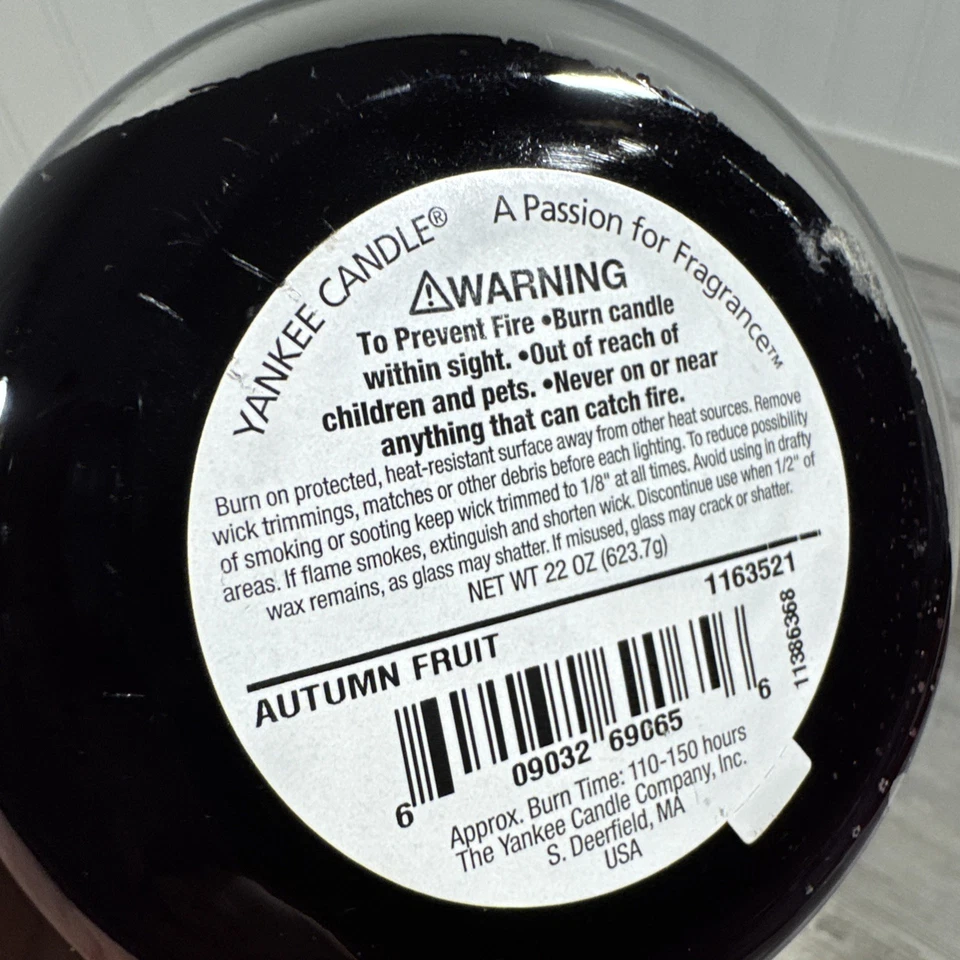 YANKEE CANDLE® A Passion for Fragrance™
⚠WARNING
To Prevent Fire •Burn candle
within sight. •Out of reach of
children and pets. •Never on or near
anything that can catch fire.
Burn on protected, heat-resistant surface away from other heat sources. Remove
wick trimmings, matches or other debris before each lighting. To reduce possibility
of smoking or sooting keep wick trimmed to 1/8" at all times. Avoid using in drafty
areas. If flame smokes, extinguish and shorten wick. Discontinue use when 1/2" of
wax remains, as glass may shatter. If misused, glass may crack or shatter.
NET WT 22 OZ (623.7g)
1163521
AUTUMN FRUIT
11386368
6 09032 69065 6
Approx. Burn Time: 110-150 hours
The Yankee Candle Company, Inc.
S. Deerfield, MA
USA